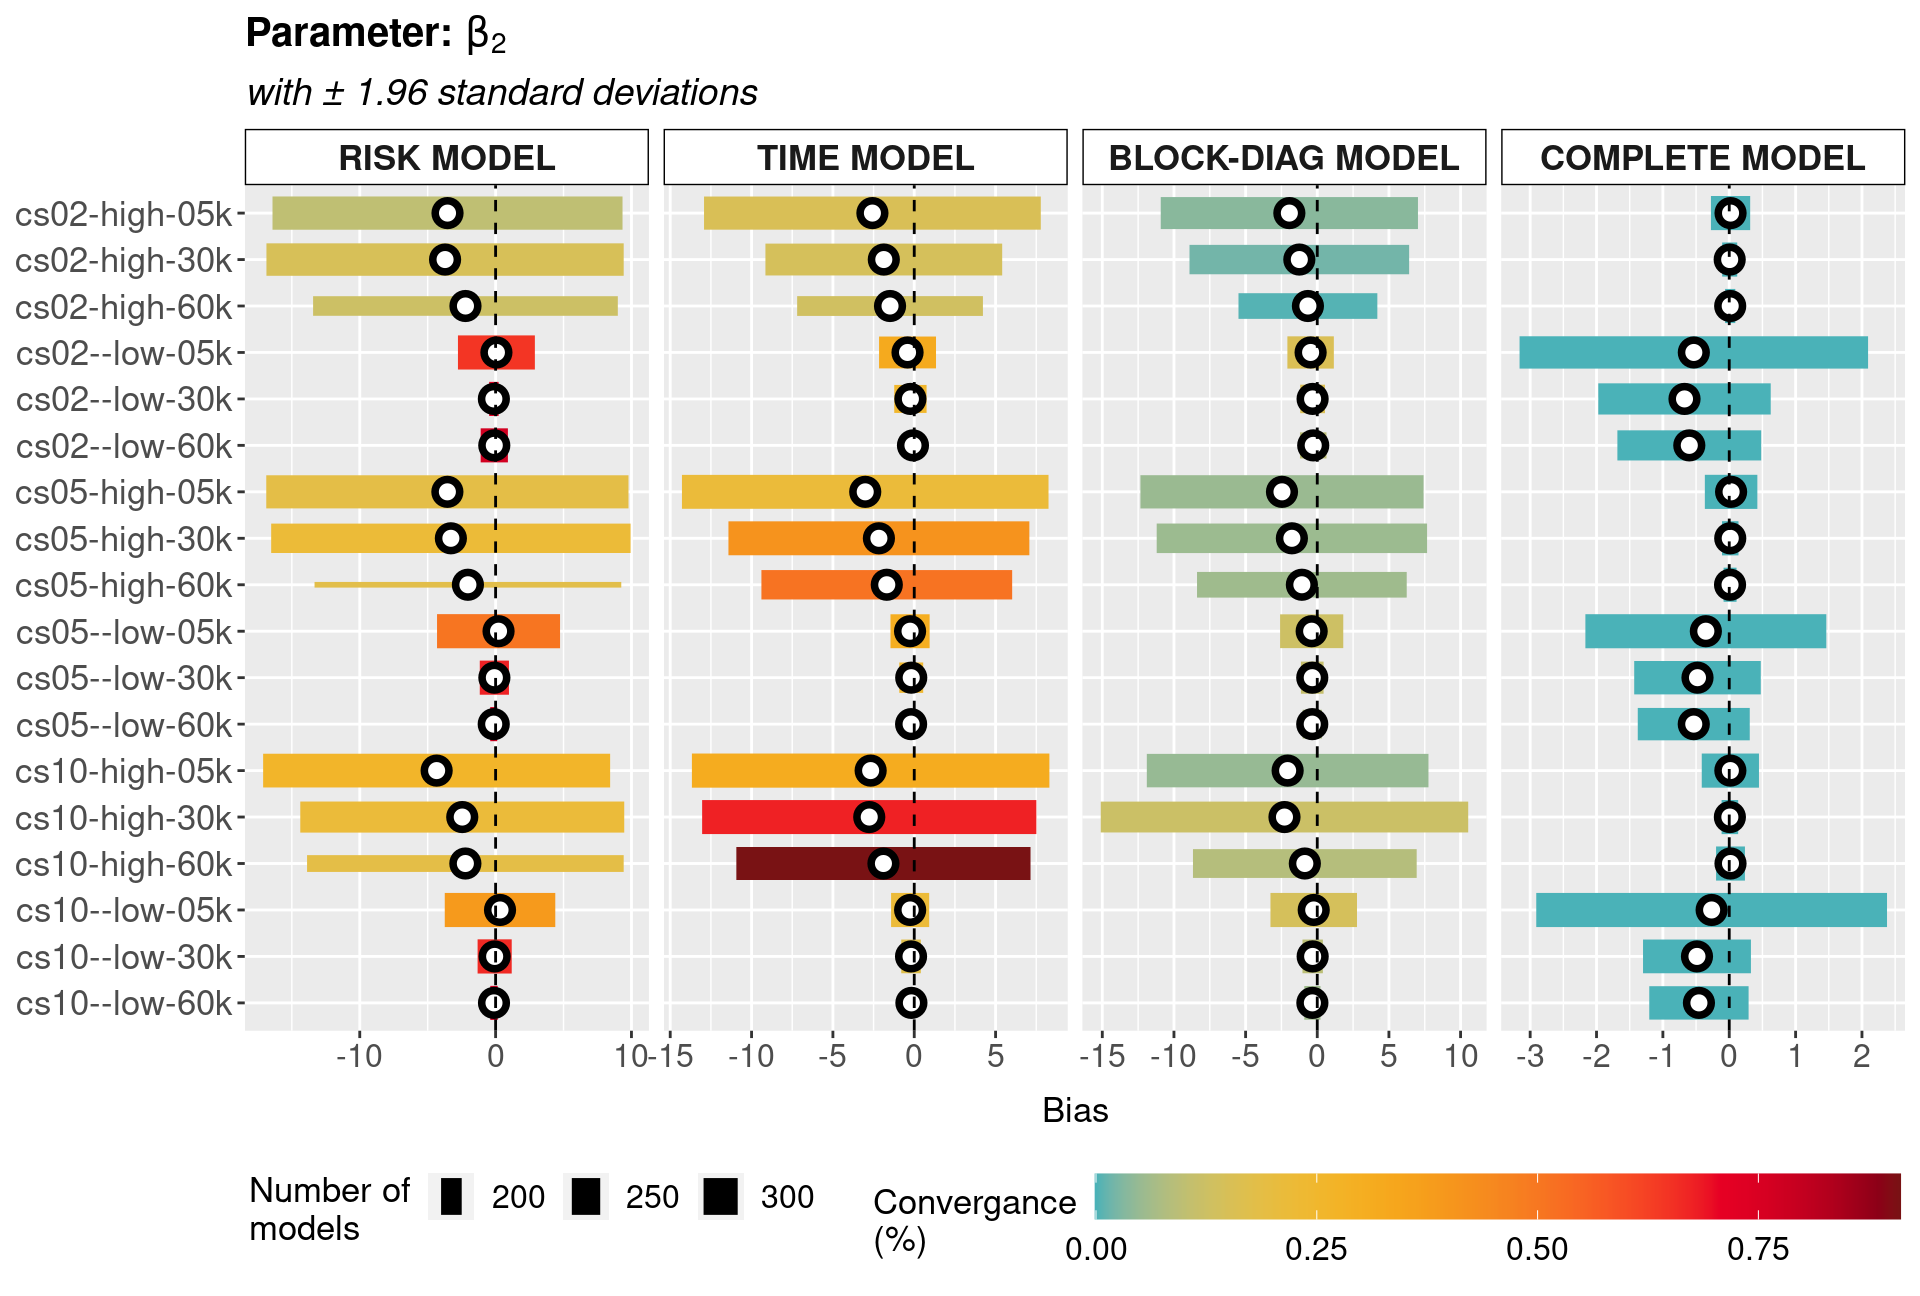 Parameter: β2
with ± 1.96 standard deviations
RISK MODEL
TIME MODEL
BLOCK-DIAG MODEL
COMPLETE MODEL
cs02-high-05k
cs02-high-30k
cs02-high-60k
cs02--low-05k
cs02--low-30k
cs02--low-60k
cs05-high-05k
cs05-high-30k
cs05-high-60k
cs05--low-05k
cs05--low-30k
cs05--low-60k
cs10-high-05k
cs10-high-30k
cs10-high-60k
cs10--low-05k
cs10--low-30k
cs10--low-60k
-10 0 10
-15 -10 -5 0 5
-15 -10 -5 0 5 10
-3 -2 -1 0 1 2
Bias
Number of
models
200 250 300
Convergance
(%)
0.00 0.25 0.50 0.75